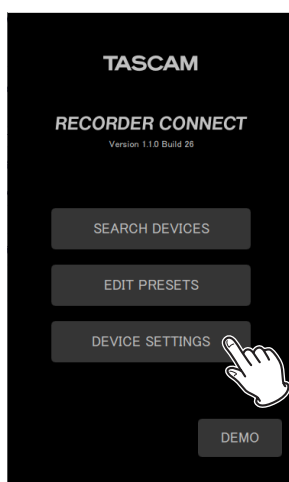 TASCAM
RECORDER CONNECT
Version 1.1.0 Build 26
SEARCH DEVICES
EDIT PRESETS
DEVICE SETTINGS
DEMO